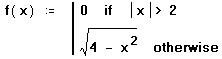 f(x) := | 0 if |x| > 2
| √(4 - x²) otherwise